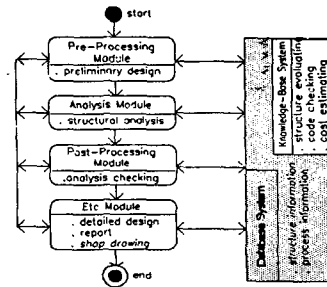 start
Pre-Processing
Module
. preliminary design
Analysis Module
. structural analysis
Post-Processing
Module
.analysis checking
Etc Module
. detailed design
. report
. shop drawing
end
Knowledge-Base System
. structure evaluating
. code checking
. cost estimating
Database System
. structure information
. process information